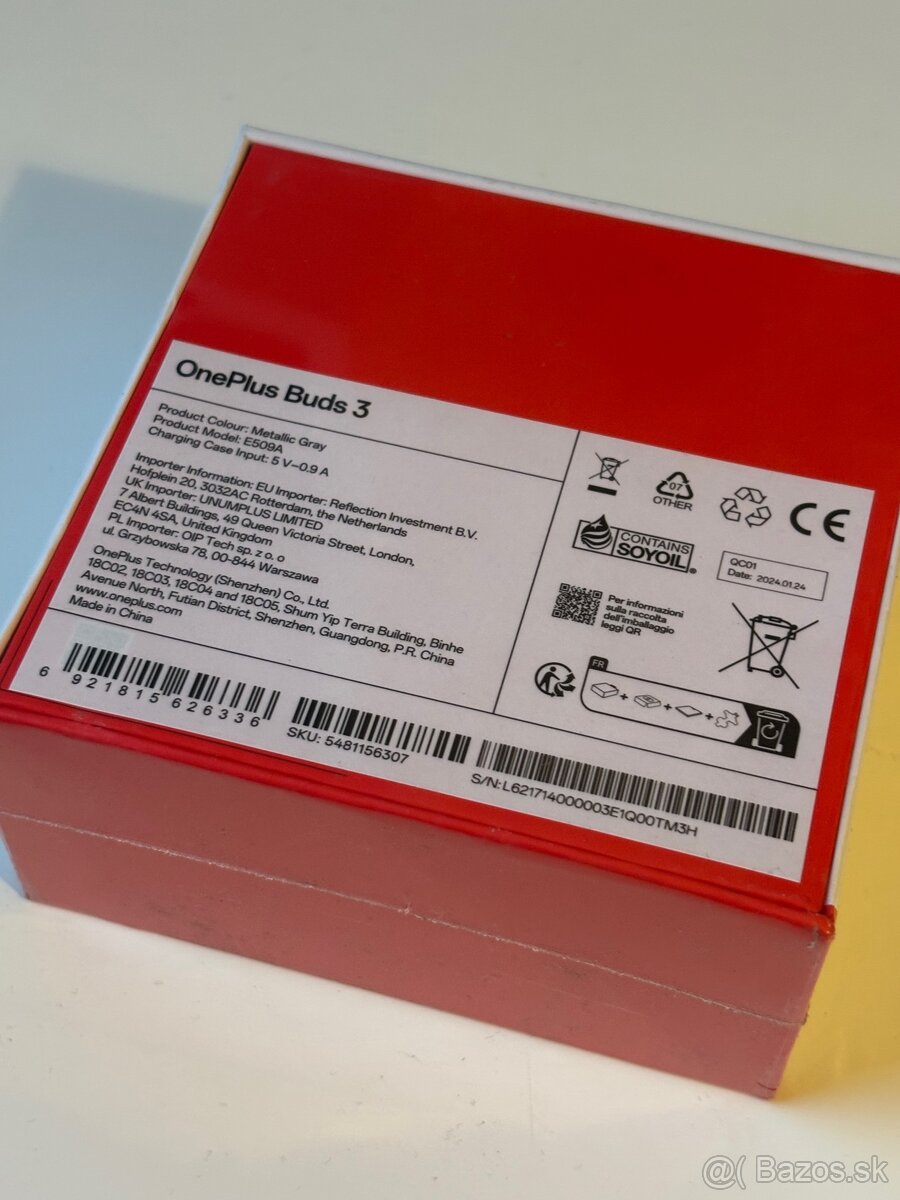 OnePlus Buds 3
Product Colour: Metallic Gray
Product Model: E509A
Charging Case Input: 5 V⎓0.9 A
Importer Information: EU Importer: Reflection Investment B.V.
Hofplein 20, 3032AC Rotterdam, the Netherlands
UK Importer: UNUMPLUS LIMITED
7 Albert Buildings, 49 Queen Victoria Street, London,
EC4N 4SA, United Kingdom
PL Importer: OIP Tech sp. z o. o
ul. Grzybowska 78, 00-844 Warszawa
OnePlus Technology (Shenzhen) Co., Ltd.
18C02, 18C03, 18C04 and 18C05, Shum Yip Terra Building, Binhe
Avenue North, Futian District, Shenzhen, Guangdong, P.R. China
www.oneplus.com
Made in China
07
OTHER
CE
CONTAINS
SOYOIL®
QC01
Date: 2024.01.24
Per informazioni
sulla raccolta
dell'imballaggio
leggi QR
FR
6 921815 626336
SKU: 5481156307
S/N: L621714000003E1Q00TM3H
@( Bazos.sk